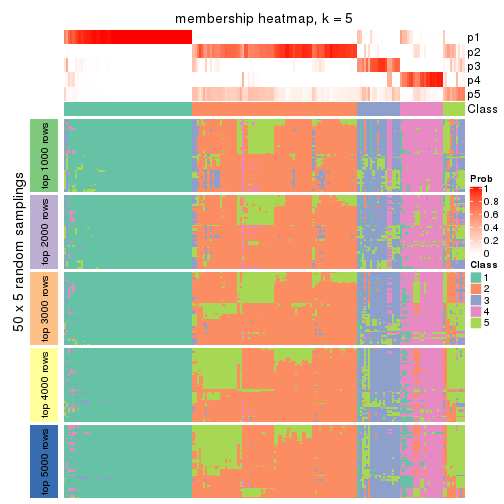 membership heatmap, k = 5
p1
p2
p3
p4
p5
Class
50 x 5 random samplings
top 1000 rows
top 2000 rows
top 3000 rows
top 4000 rows
top 5000 rows
Prob
1
0.8
0.6
0.4
0.2
0
Class
1
2
3
4
5